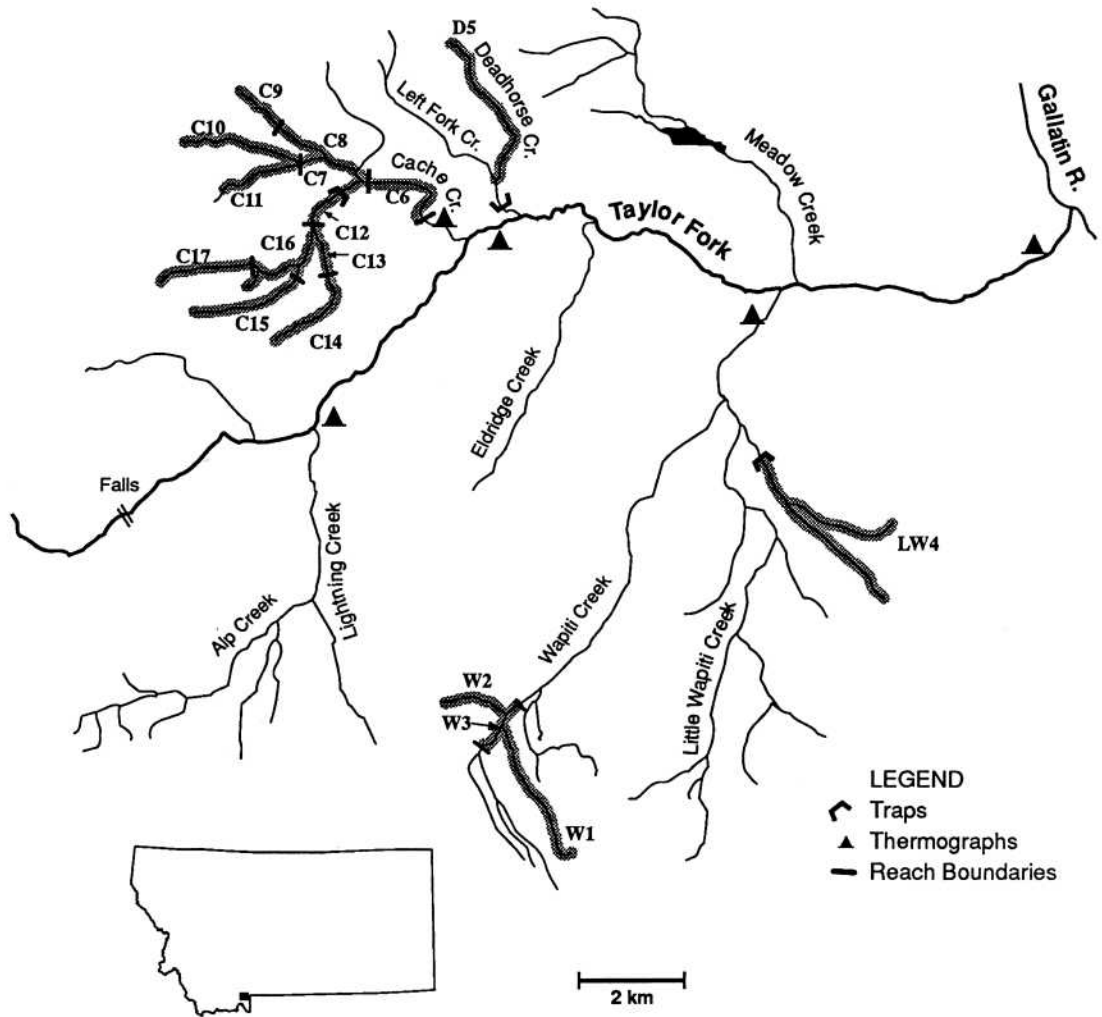 D5
Deadhorse Cr.
Left Fork Cr.
C9
C10
C8
C7
C11
C6
Cache Cr.
C12
C16
C17
C13
C15
C14
Meadow Creek
Gallatin R.
Taylor Fork
Eldridge Creek
Falls
Lightning Creek
Alp Creek
LW4
Wapiti Creek
Little Wapiti Creek
W2
W3
W1
LEGEND
Traps
Thermographs
Reach Boundaries
2 km